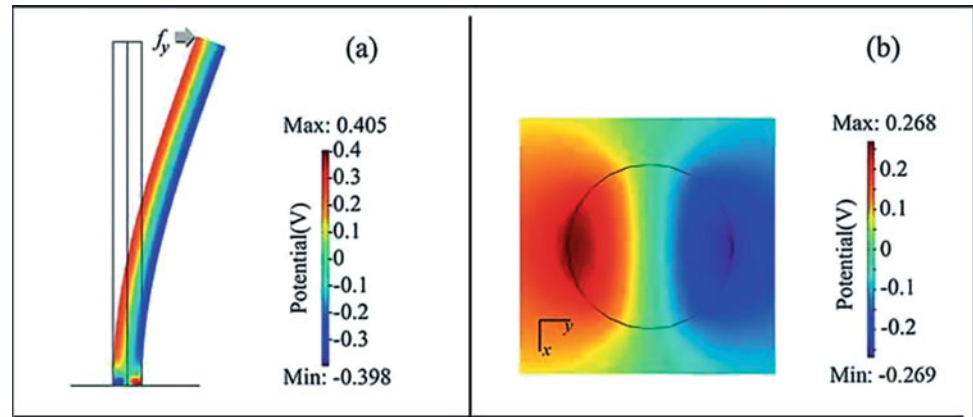 f_y
(a)
Max: 0.405
0.4
0.3
0.2
0.1
0
-0.1
-0.2
-0.3
Potential(V)
Min: -0.398
(b)
Max: 0.268
0.2
0.1
0
-0.1
-0.2
Potential(V)
Min: -0.269
y
x